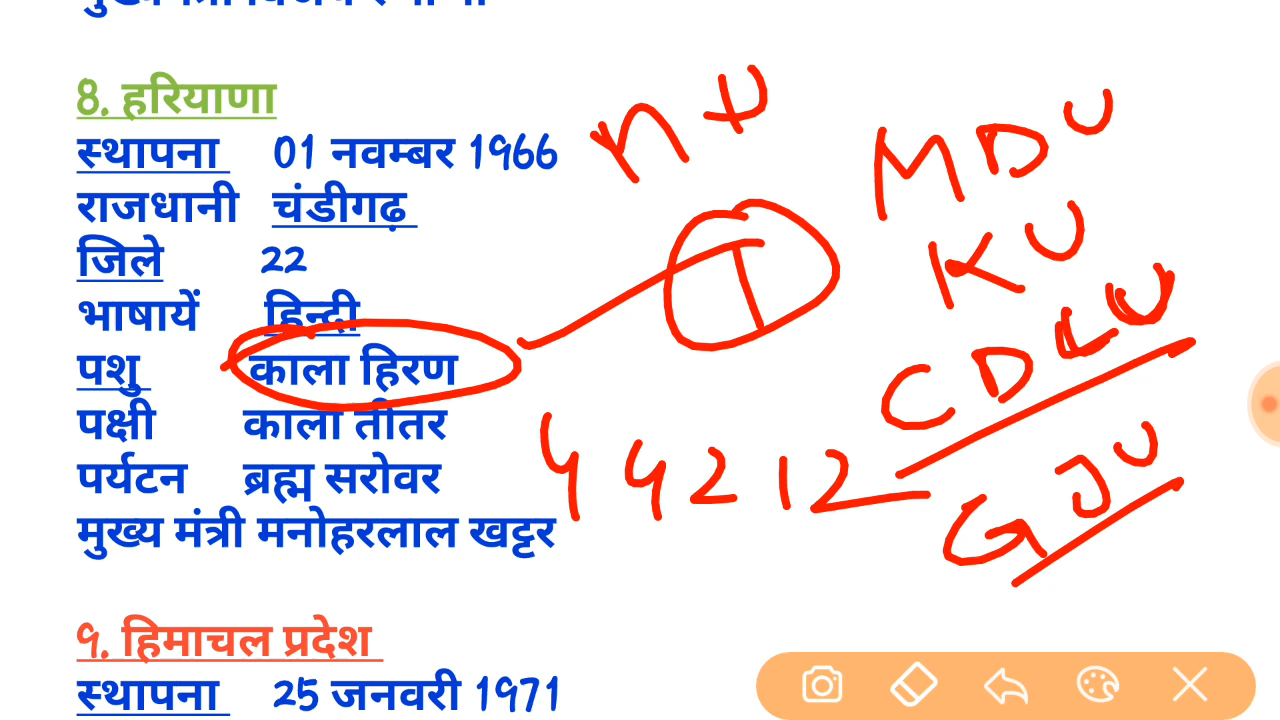 8. हरियाणा
स्थापना 01 नवम्बर 1966
राजधानी चंडीगढ़
जिले 22
भाषायें हिन्दी
पशु काला हिरण
पक्षी काला तीतर
पर्यटन ब्रह्म सरोवर
मुख्य मंत्री मनोहरलाल खट्टर
9. हिमाचल प्रदेश
स्थापना 25 जनवरी 1971
MDU
KU
CDLU
GJU
44212